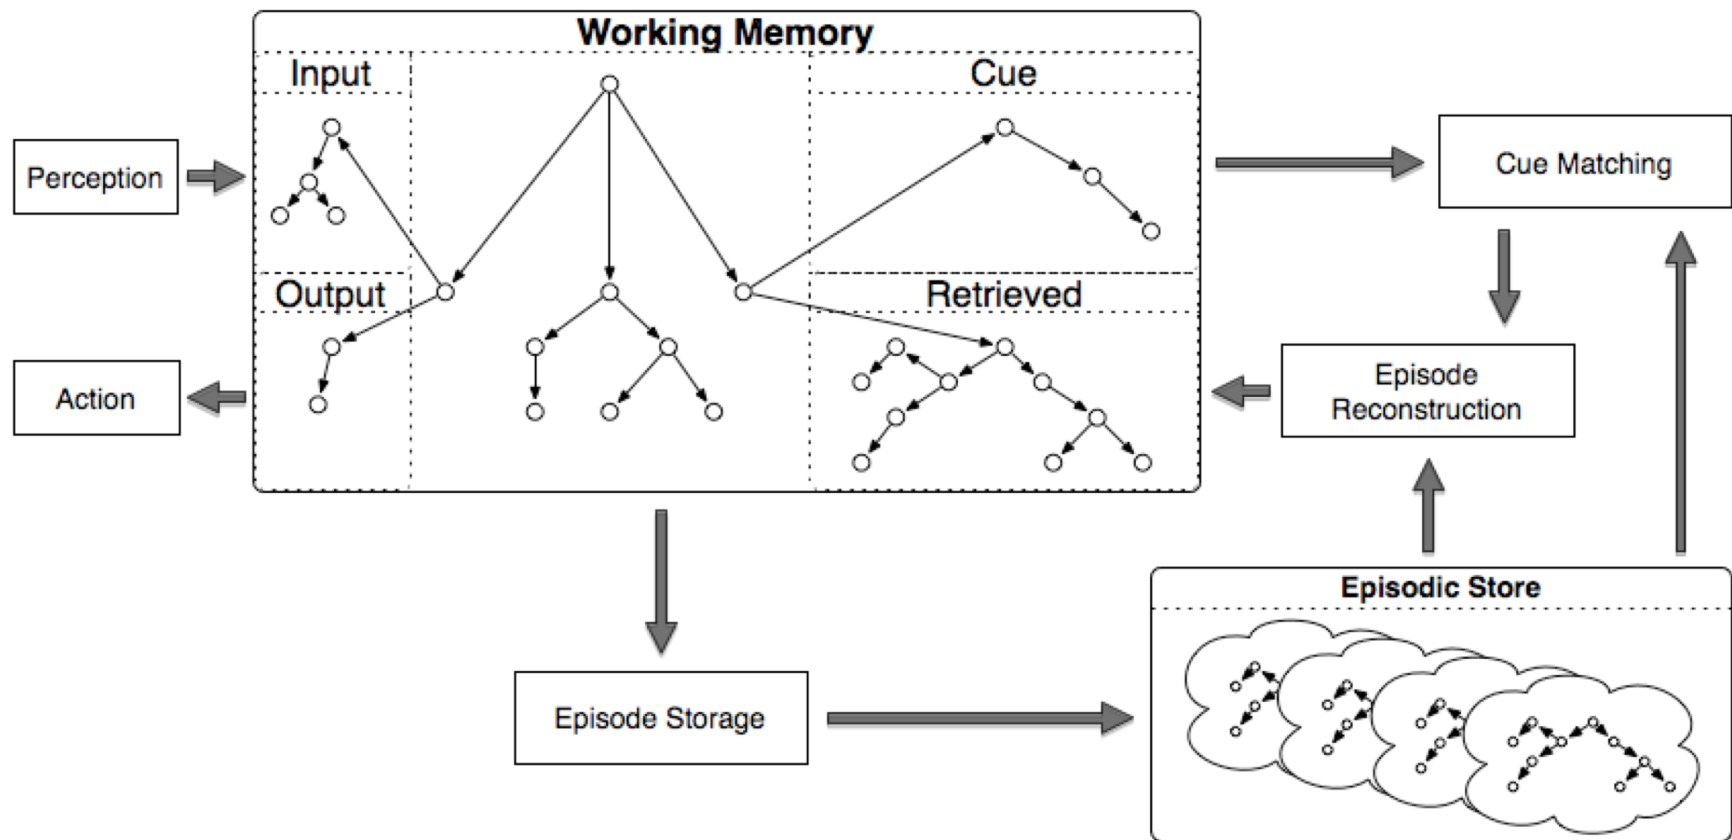 Working Memory
Input
Cue
Perception
Cue Matching
Output
Retrieved
Action
Episode
Reconstruction
Episodic Store
Episode Storage